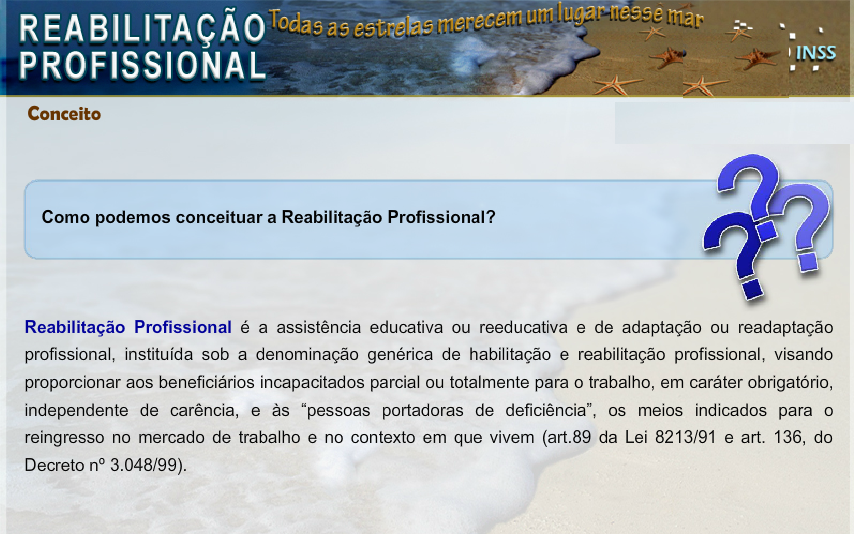 REABILITAÇÃO
PROFISSIONAL
Todas as estrelas merecem um lugar nesse mar
INSS
Conceito
Como podemos conceituar a Reabilitação Profissional?
Reabilitação Profissional é a assistência educativa ou reeducativa e de adaptação ou readaptação
profissional, instituída sob a denominação genérica de habilitação e reabilitação profissional, visando
proporcionar aos beneficiários incapacitados parcial ou totalmente para o trabalho, em caráter obrigatório,
independente de carência, e às “pessoas portadoras de deficiência”, os meios indicados para o
reingresso no mercado de trabalho e no contexto em que vivem (art.89 da Lei 8213/91 e art. 136, do
Decreto nº 3.048/99).